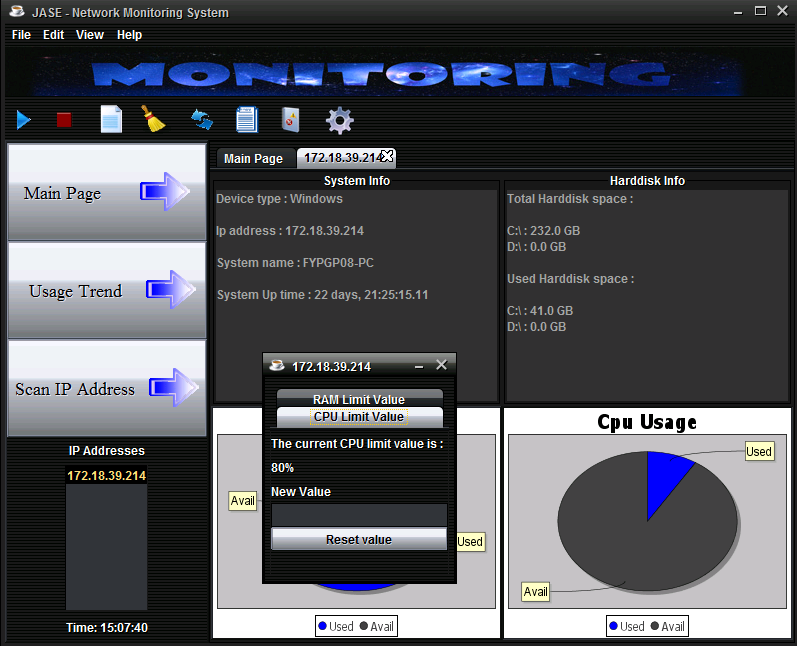 JASE - Network Monitoring System
File Edit View Help
MONITORING
Main Page
172.18.39.214
System Info
Harddisk Info
Main Page
Usage Trend
Scan IP Address
IP Addresses
172.18.39.214
Time: 15:07:40
Device type : Windows
Ip address : 172.18.39.214
System name : FYPGP08-PC
System Up time : 22 days, 21:25:15.11
Total Harddisk space :
C:\ : 232.0 GB
D:\ : 0.0 GB
Used Harddisk space :
C:\ : 41.0 GB
D:\ : 0.0 GB
172.18.39.214
RAM Limit Value
CPU Limit Value
The current CPU limit value is :
80%
New Value
Reset value
Avail
Used
Used Avail
Cpu Usage
Used
Avail
Used Avail